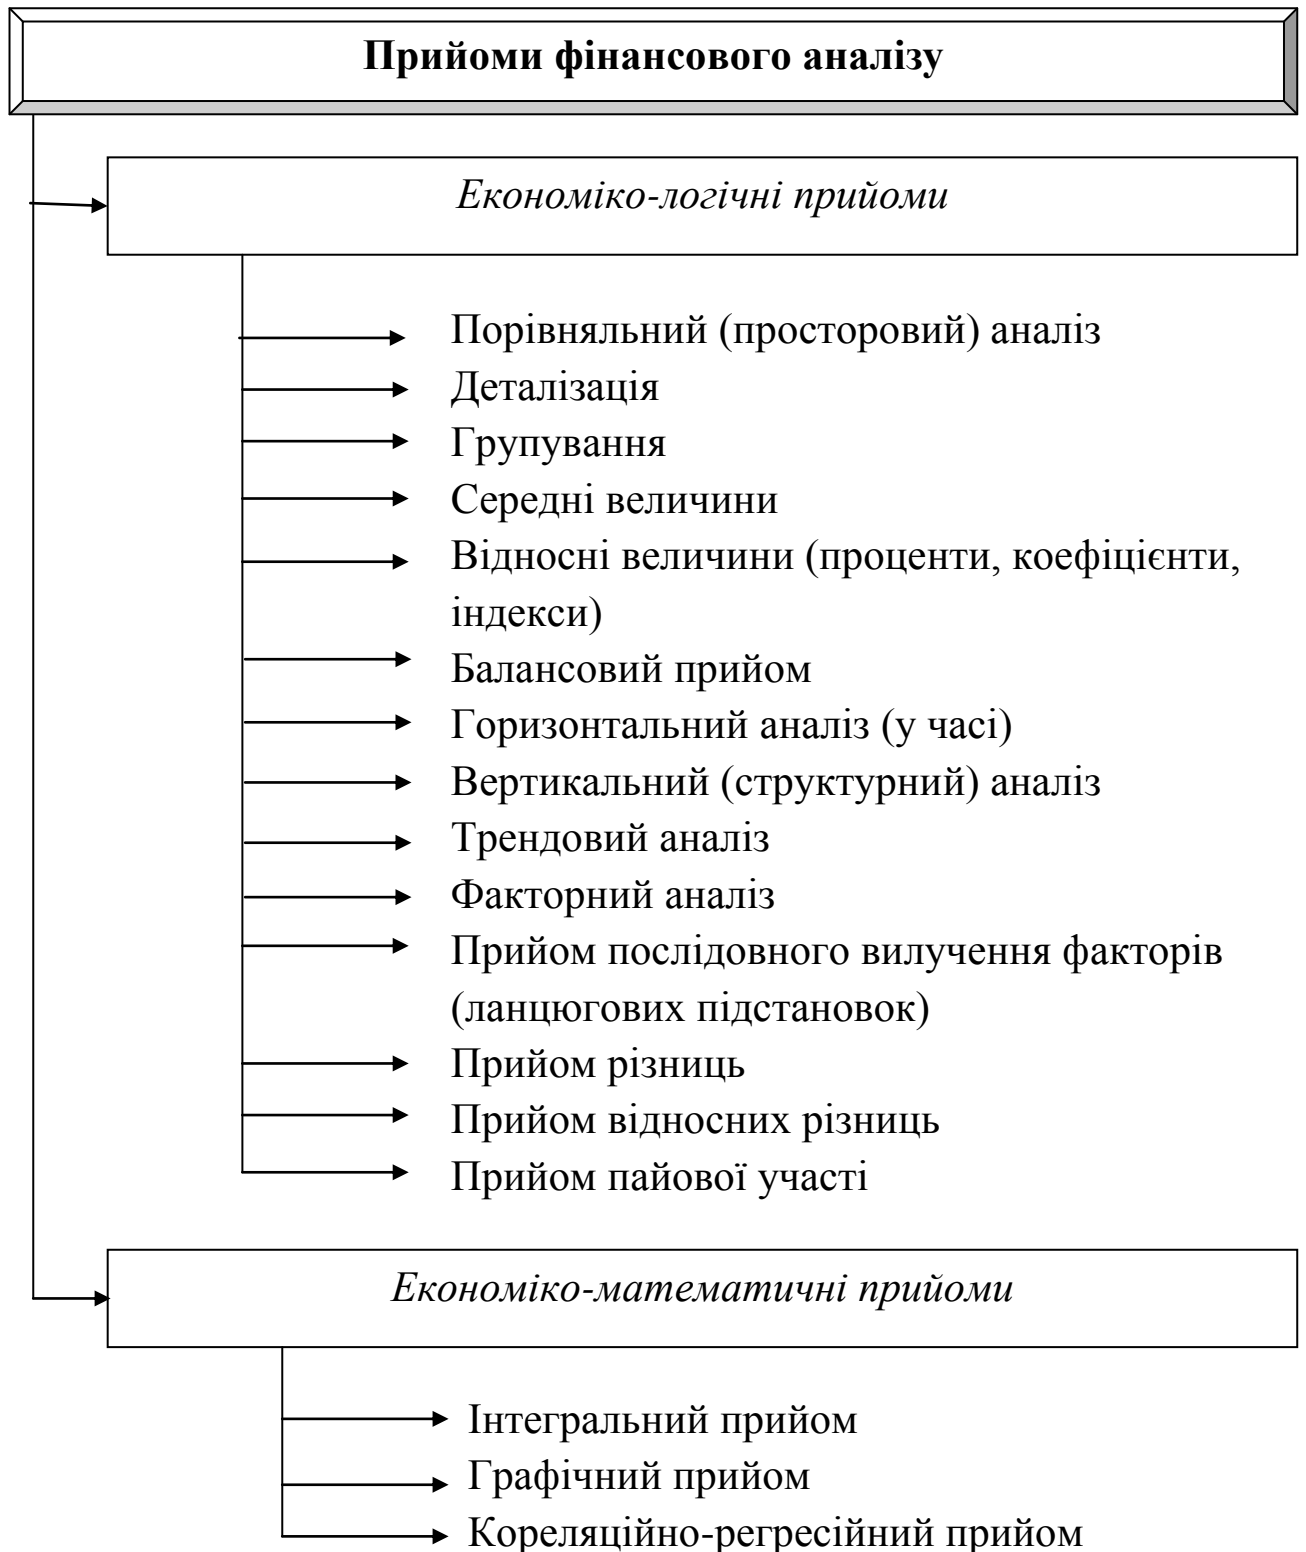 Прийоми фінансового аналізу
Економіко-логічні прийоми
Порівняльний (просторовий) аналіз
Деталізація
Групування
Середні величини
Відносні величини (проценти, коефіцієнти,
індекси)
Балансовий прийом
Горизонтальний аналіз (у часі)
Вертикальний (структурний) аналіз
Трендовий аналіз
Факторний аналіз
Прийом послідовного вилучення факторів
(ланцюгових підстановок)
Прийом різниць
Прийом відносних різниць
Прийом пайової участі
Економіко-математичні прийоми
Інтегральний прийом
Графічний прийом
Кореляційно-регресійний прийом